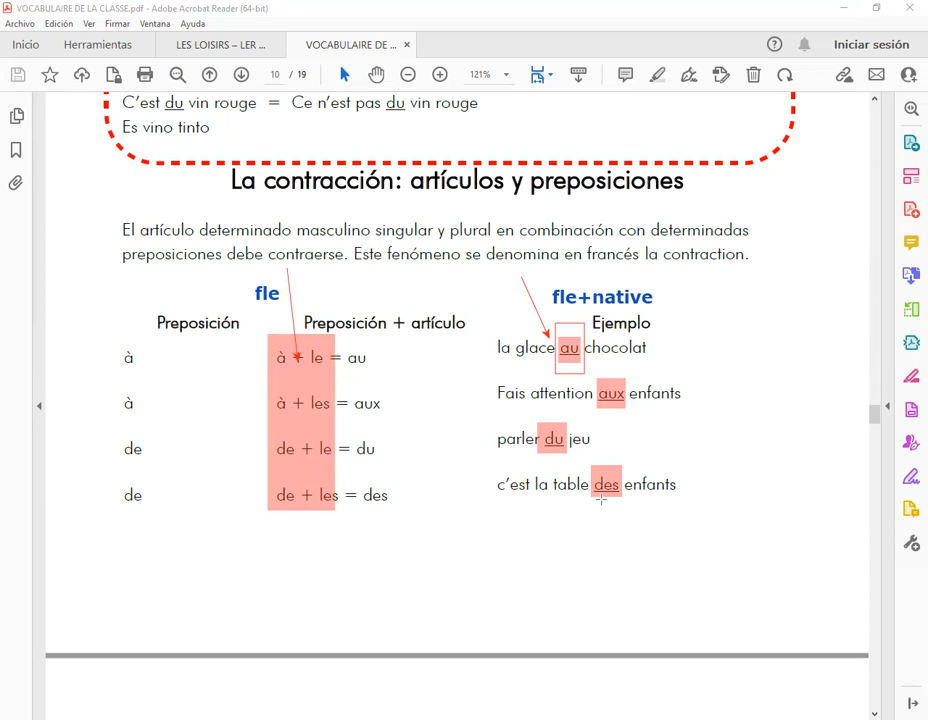 VOCABULAIRE DE LA CLASSE.pdf - Adobe Acrobat Reader (64-bit)
Archivo Edición Ver Firmar Ventana Ayuda
Inicio Herramientas LES LOISIRS – LER ... VOCABULAIRE DE ... × Iniciar sesión
10 / 19 121%
C’est du vin rouge = Ce n’est pas du vin rouge
Es vino tinto
La contracción: artículos y preposiciones
El artículo determinado masculino singular y plural en combinación con determinadas
preposiciones debe contraerse. Este fenómeno se denomina en francés la contraction.
fle fle+native
Preposición Preposición + artículo Ejemplo
à à + le = au la glace au chocolat
à à + les = aux Fais attention aux enfants
de de + le = du parler du jeu
de de + les = des c’est la table des enfants